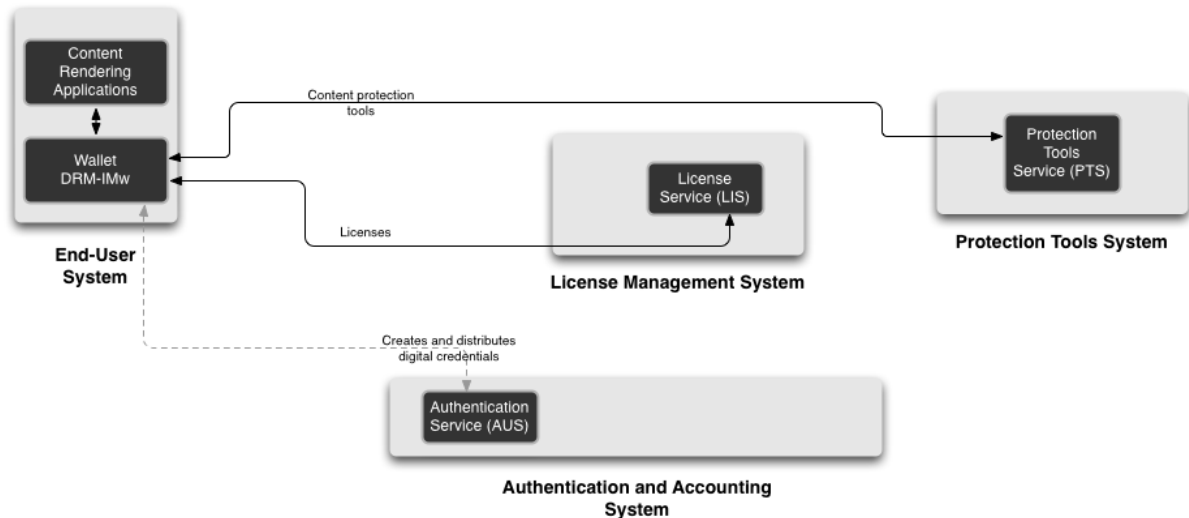 Content
Rendering
Applications
Wallet
DRM-IMw
End-User
System
Content protection
tools
Licenses
License
Service (LIS)
License Management System
Protection
Tools
Service (PTS)
Protection Tools System
Creates and distributes
digital credentials
Authentication
Service (AUS)
Authentication and Accounting
System